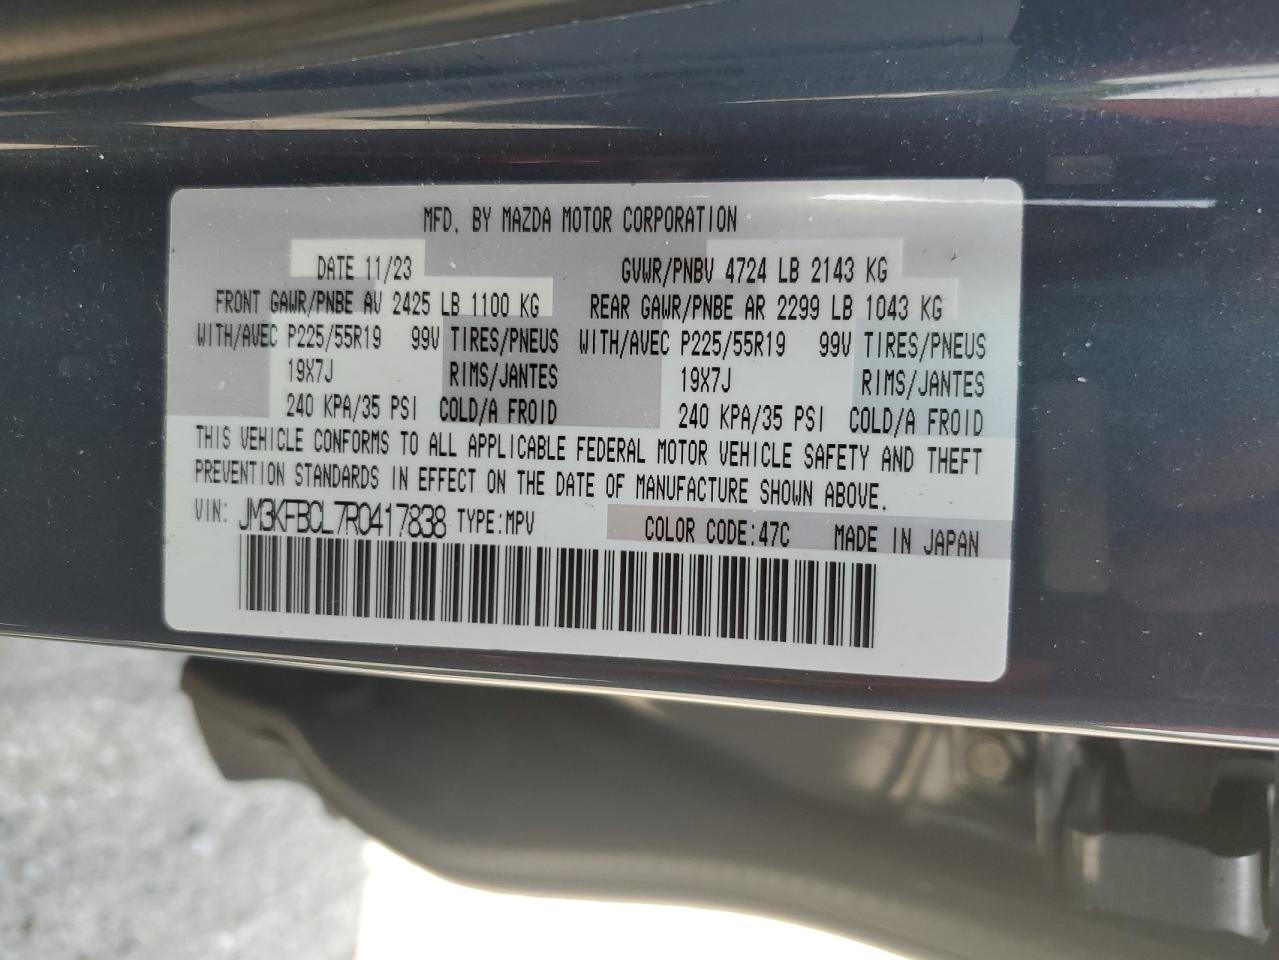 MFD. BY MAZDA MOTOR CORPORATION
DATE 11/23 GVWR/PNBV 4724 LB 2143 KG
FRONT GAWR/PNBE AV 2425 LB 1100 KG REAR GAWR/PNBE AR 2299 LB 1043 KG
WITH/AVEC P225/55R19 99V TIRES/PNEUS WITH/AVEC P225/55R19 99V TIRES/PNEUS
19X7J RIMS/JANTES 19X7J RIMS/JANTES
240 KPA/35 PSI COLD/A FROID 240 KPA/35 PSI COLD/A FROID
THIS VEHICLE CONFORMS TO ALL APPLICABLE FEDERAL MOTOR VEHICLE SAFETY AND THEFT
PREVENTION STANDARDS IN EFFECT ON THE DATE OF MANUFACTURE SHOWN ABOVE.
VIN: JM3KFBCL7R0417838 TYPE:MPV COLOR CODE:47C MADE IN JAPAN